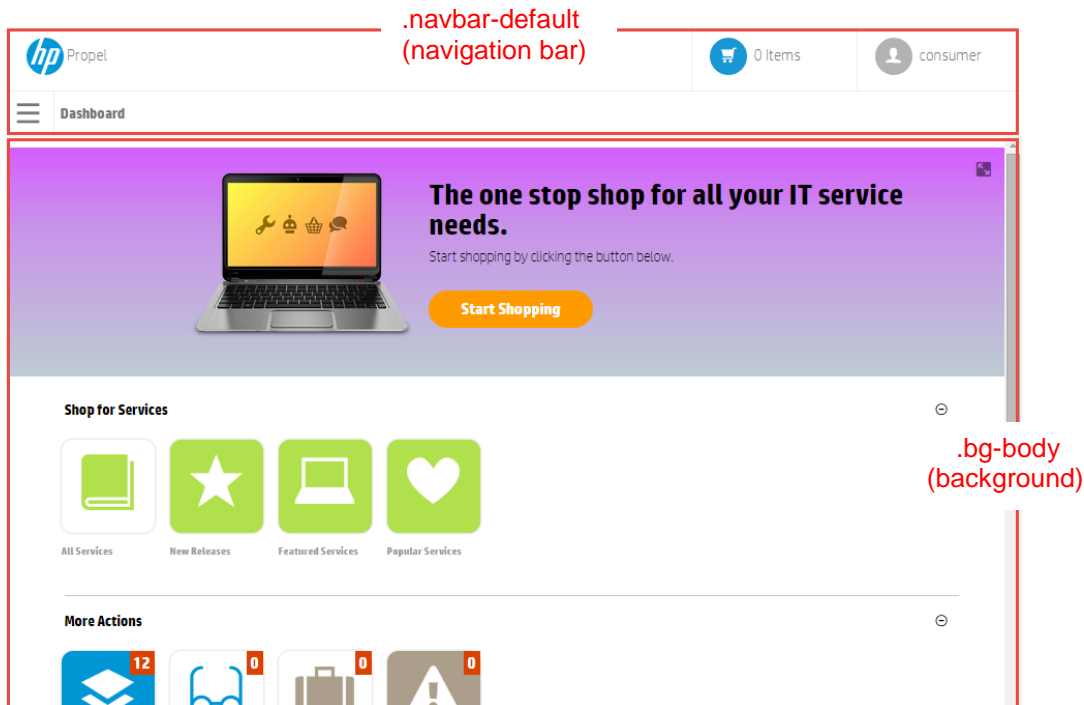 .navbar-default
(navigation bar)
hp Propel
0 Items
consumer
Dashboard
The one stop shop for all your IT service
needs.
Start shopping by clicking the button below.
Start Shopping
Shop for Services
.bg-body
(background)
All Services
New Releases
Featured Services
Popular Services
More Actions
12
0
0
0